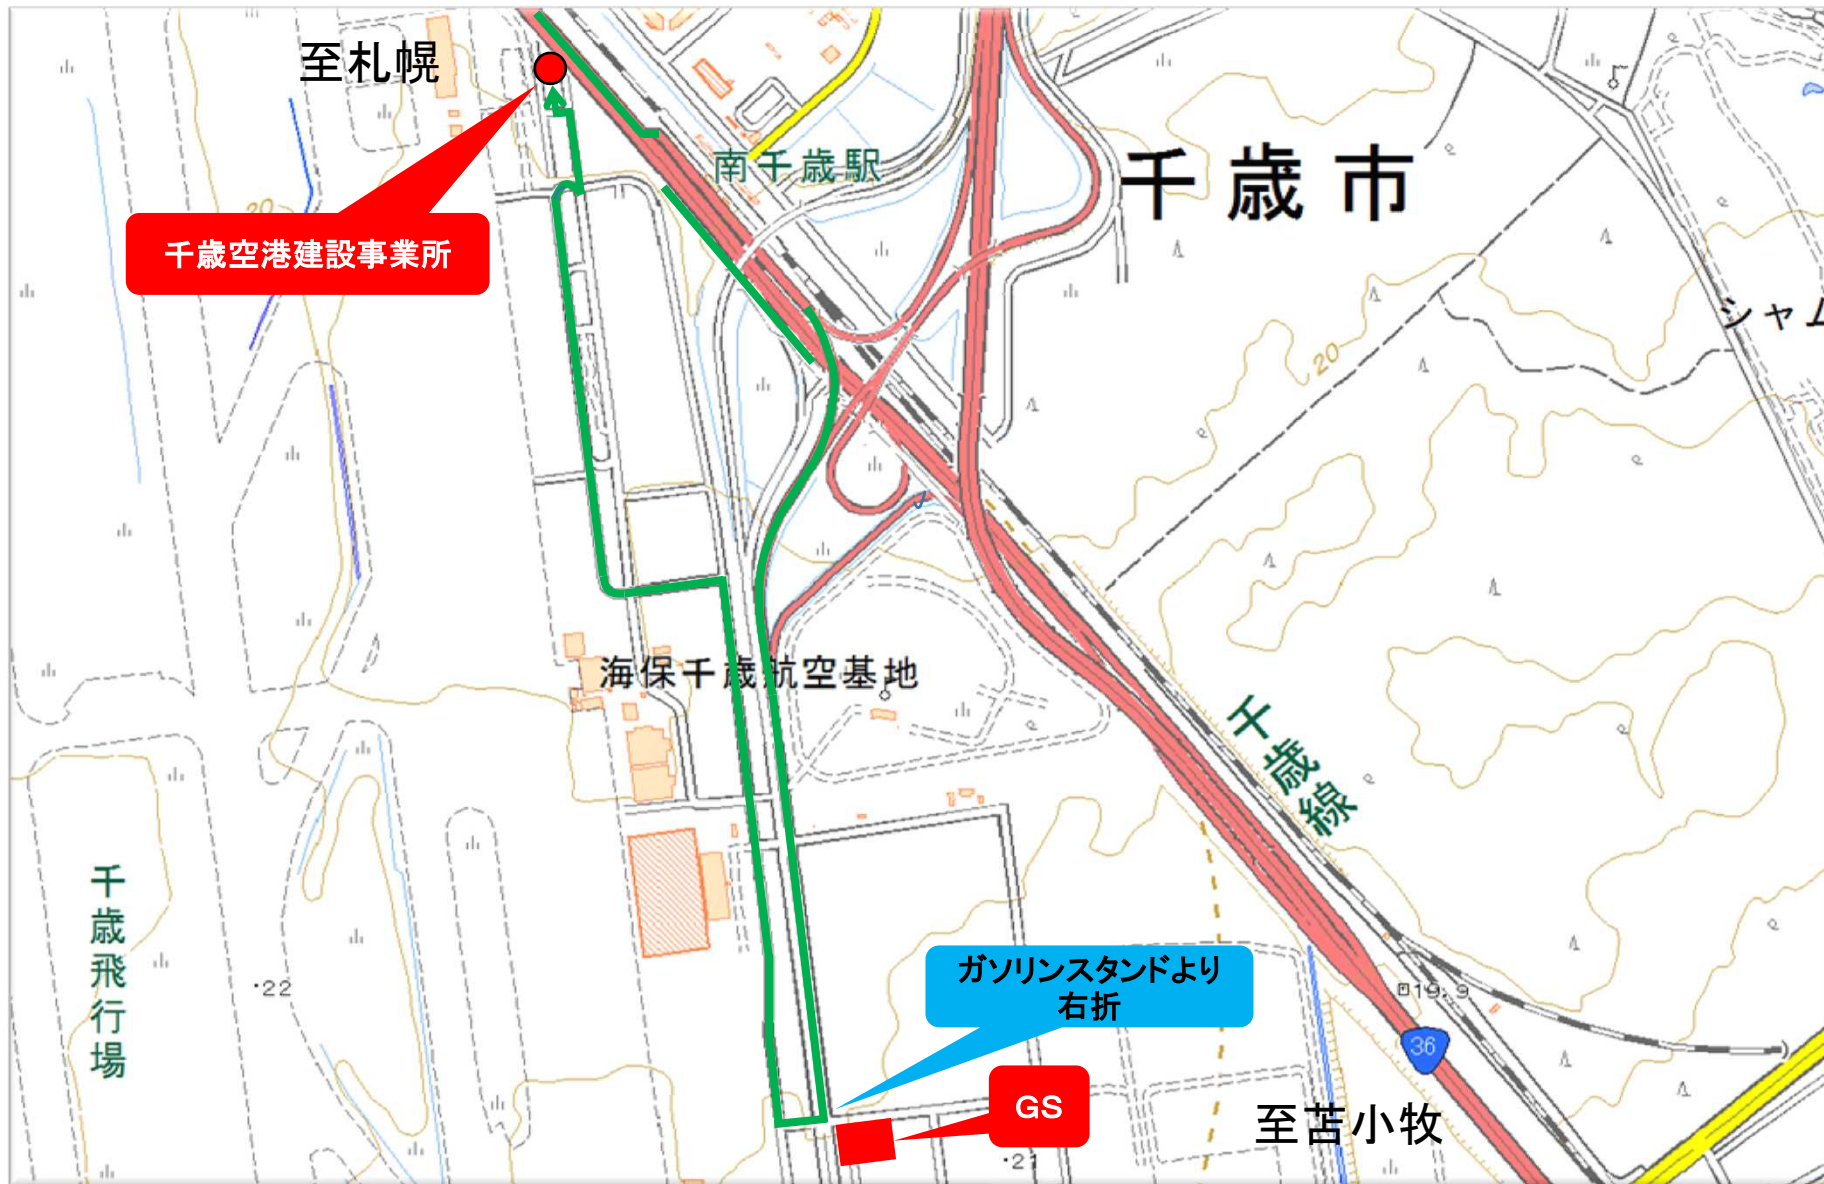 至札幌
南千歳駅
千歳市
20
千歳空港建設事業所
シャム
20
海保千歳航空基地
千歳線
千歳飛行場
22
ガソリンスタンドより
右折
19.9
36
GS
至苫小牧
21